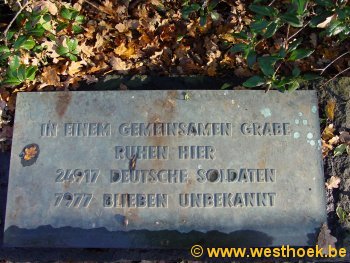 IN EINEM GEMEINSAMEN GRABE
RUHEN HIER
24917 DEUTSCHE SOLDATEN
7977 BLIEBEN UNBEKANNT
© www.westhoek.be